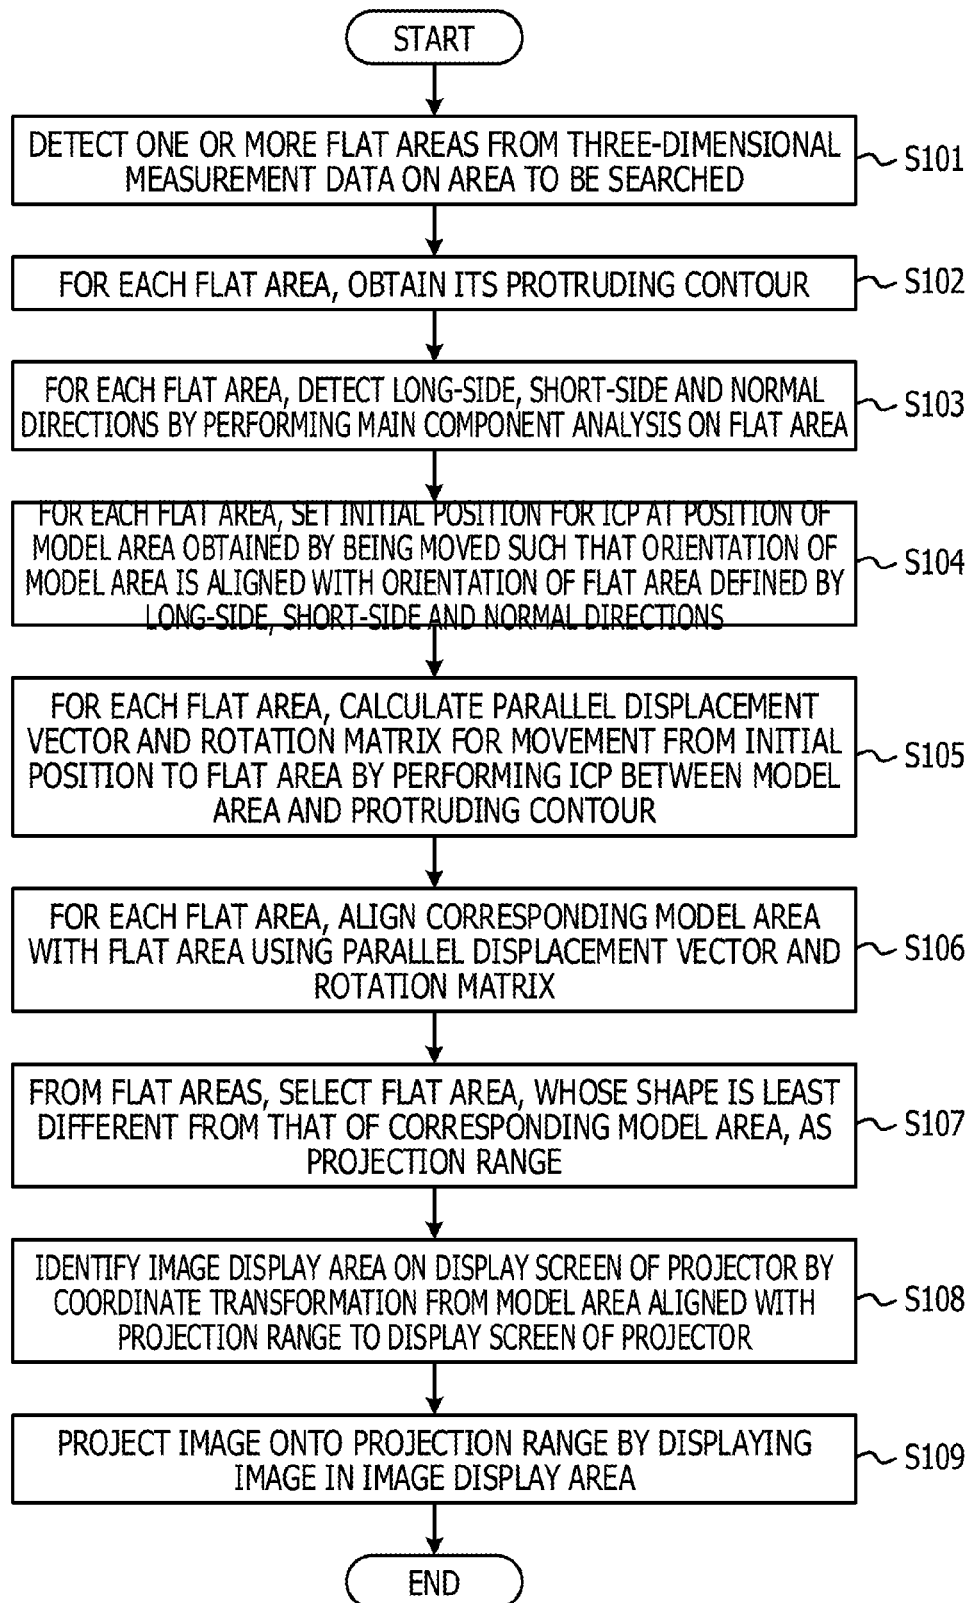 START
DETECT ONE OR MORE FLAT AREAS FROM THREE-DIMENSIONAL
MEASUREMENT DATA ON AREA TO BE SEARCHED
S101
FOR EACH FLAT AREA, OBTAIN ITS PROTRUDING CONTOUR
S102
FOR EACH FLAT AREA, DETECT LONG-SIDE, SHORT-SIDE AND NORMAL
DIRECTIONS BY PERFORMING MAIN COMPONENT ANALYSIS ON FLAT AREA
S103
FOR EACH FLAT AREA, SET INITIAL POSITION FOR ICP AT POSITION OF
MODEL AREA OBTAINED BY BEING MOVED SUCH THAT ORIENTATION OF
MODEL AREA IS ALIGNED WITH ORIENTATION OF FLAT AREA DEFINED BY
LONG-SIDE, SHORT-SIDE AND NORMAL DIRECTIONS
S104
FOR EACH FLAT AREA, CALCULATE PARALLEL DISPLACEMENT
VECTOR AND ROTATION MATRIX FOR MOVEMENT FROM INITIAL
POSITION TO FLAT AREA BY PERFORMING ICP BETWEEN MODEL
AREA AND PROTRUDING CONTOUR
S105
FOR EACH FLAT AREA, ALIGN CORRESPONDING MODEL AREA
WITH FLAT AREA USING PARALLEL DISPLACEMENT VECTOR AND
ROTATION MATRIX
S106
FROM FLAT AREAS, SELECT FLAT AREA, WHOSE SHAPE IS LEAST
DIFFERENT FROM THAT OF CORRESPONDING MODEL AREA, AS
PROJECTION RANGE
S107
IDENTIFY IMAGE DISPLAY AREA ON DISPLAY SCREEN OF PROJECTOR BY
COORDINATE TRANSFORMATION FROM MODEL AREA ALIGNED WITH
PROJECTION RANGE TO DISPLAY SCREEN OF PROJECTOR
S108
PROJECT IMAGE ONTO PROJECTION RANGE BY DISPLAYING
IMAGE IN IMAGE DISPLAY AREA
S109
END